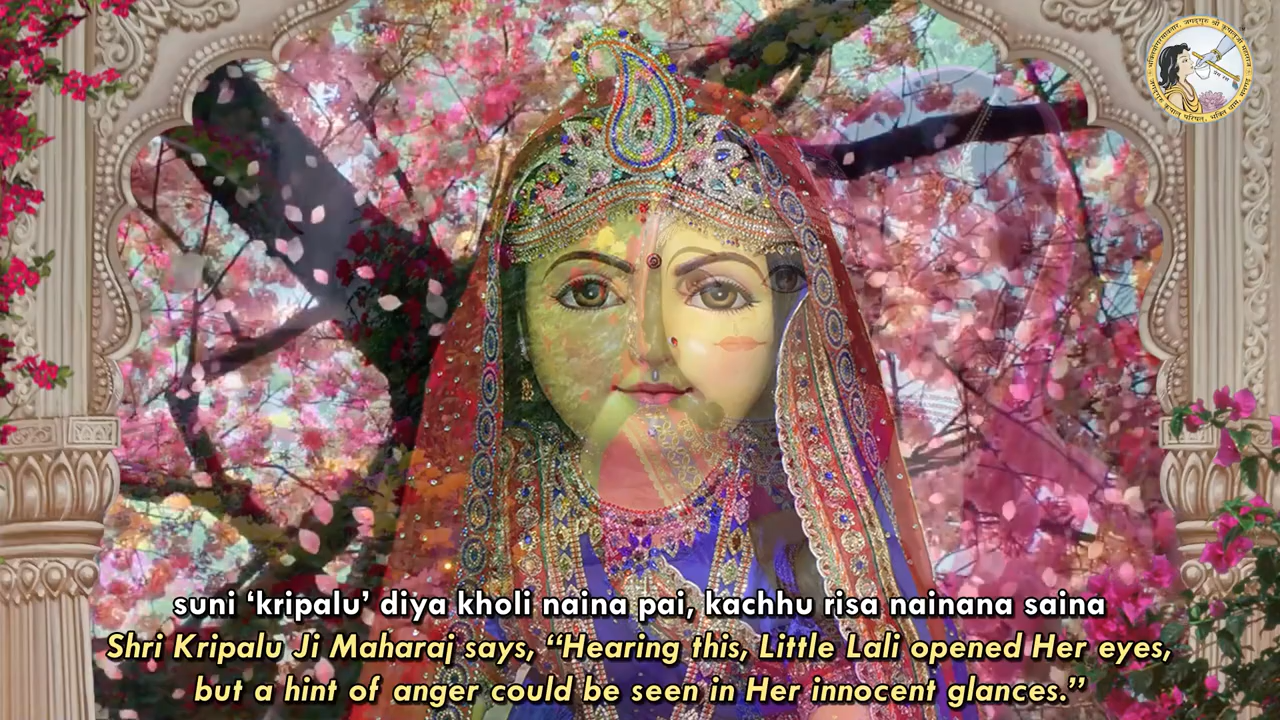 suni ‘kripalu’ diya kholi naina pai, kachhu risa nainana saina
Shri Kripalu Ji Maharaj says, “Hearing this, Little Lali opened Her eyes,
but a hint of anger could be seen in Her innocent glances.”